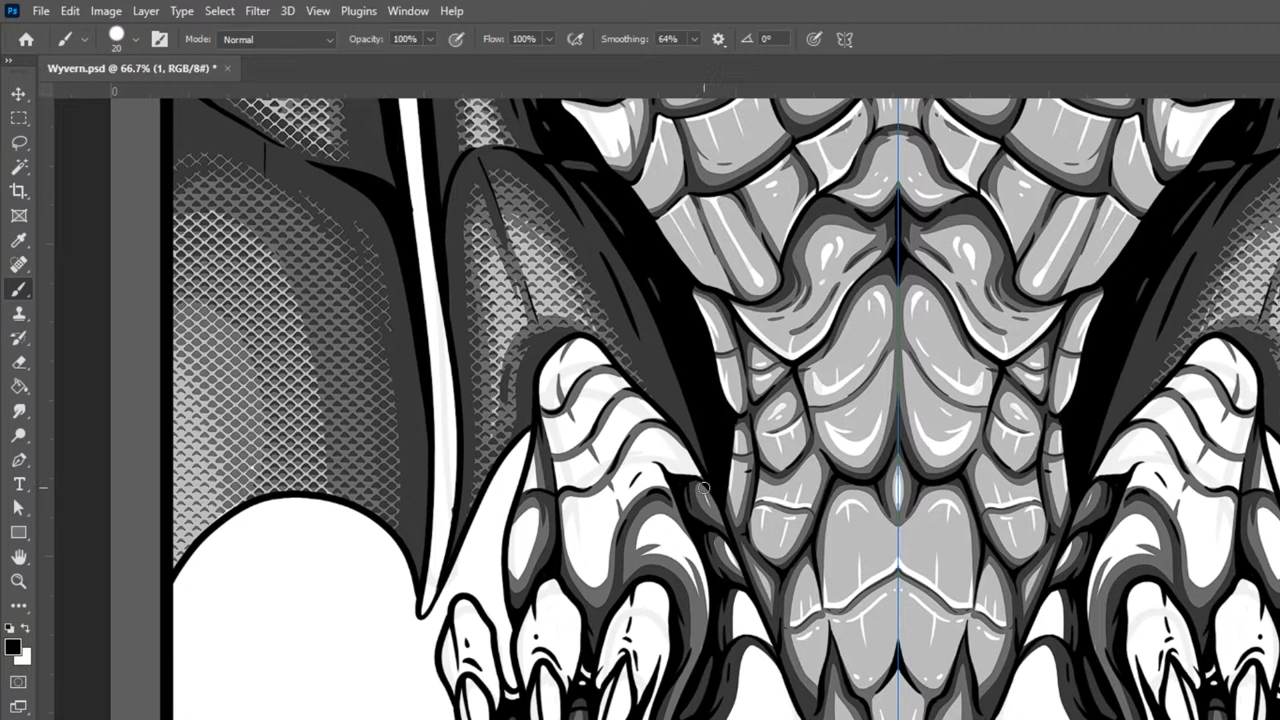 Ps File Edit Image Layer Type Select Filter 3D View Plugins Window Help
20 Mode: Normal Opacity: 100% Flow: 100% Smoothing: 64% 0°
Wyvern.psd @ 66.7% (1, RGB/8#) * ×
0
T